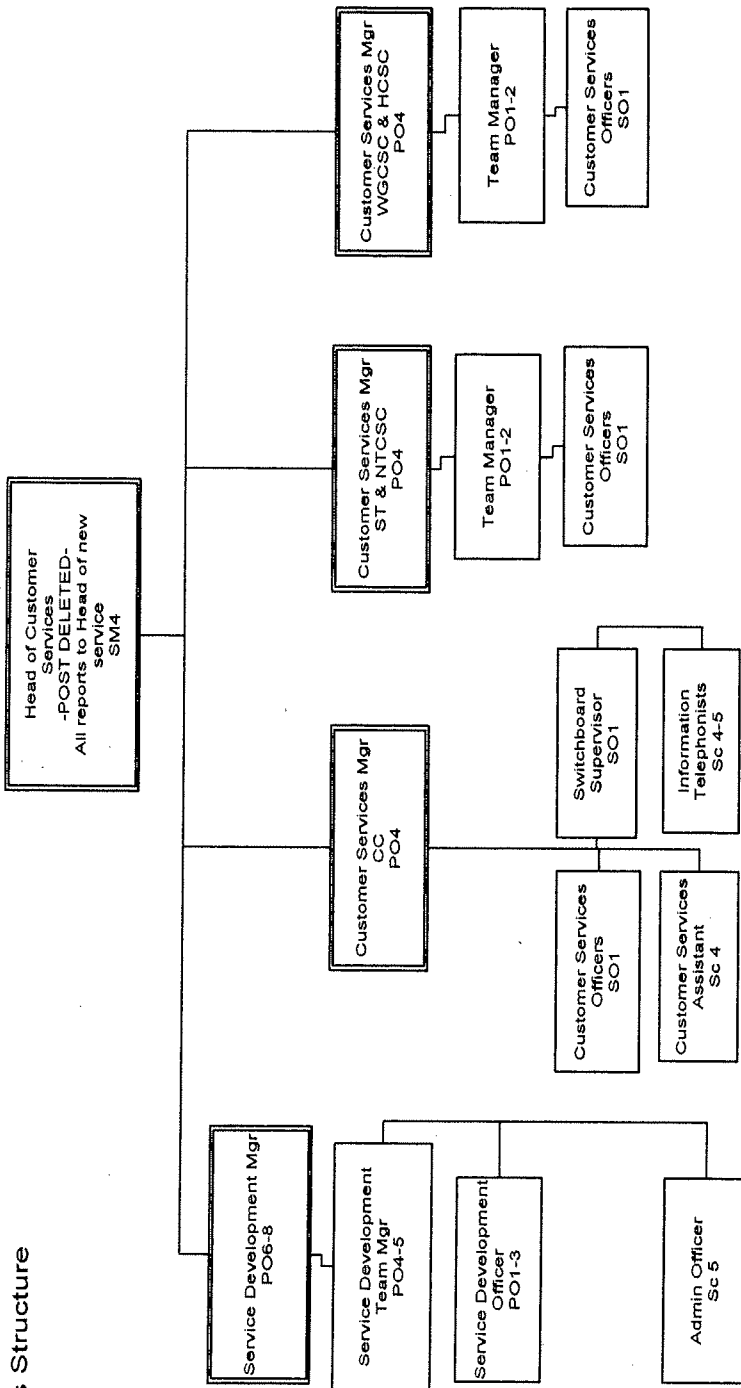 s Structure
Head of Customer
Services
-POST DELETED-
All reports to Head of new
service
SM4
Service Development Mgr
PO6-8
Service Development
Team Mgr
PO4-5
Service Development
Officer
PO1-3
Admin Officer
Sc 5
Customer Services Mgr
CC
PO4
Customer Services
Officers
SO1
Customer Services
Assistant
Sc 4
Switchboard
Supervisor
SO1
Information
Telephonists
Sc 4-5
Customer Services Mgr
ST & NTCSC
PO4
Team Manager
PO1-2
Customer Services
Officers
SO1
Customer Services Mgr
WGCSC & HCSC
PO4
Team Manager
PO1-2
Customer Services
Officers
SO1